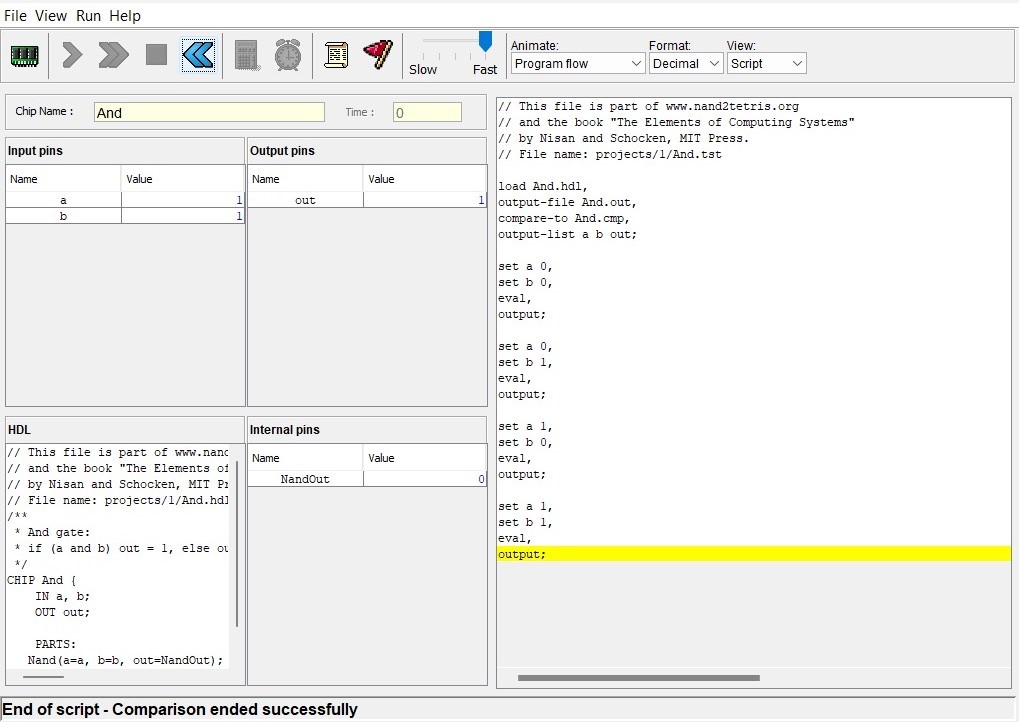 File View Run Help
Slow Fast
Animate:
Program flow
Format:
Decimal
View:
Script
Chip Name :
And
Time :
0
Input pins
Name Value
a 1
b 1
Output pins
Name Value
out 1
HDL
// This file is part of www.nand
// and the book "The Elements of
// by Nisan and Schocken, MIT Pr
// File name: projects/1/And.hdl
/**
* And gate:
* if (a and b) out = 1, else ou
*/
CHIP And {
IN a, b;
OUT out;
PARTS:
Nand(a=a, b=b, out=NandOut);
Internal pins
Name Value
NandOut 0
// This file is part of www.nand2tetris.org
// and the book "The Elements of Computing Systems"
// by Nisan and Schocken, MIT Press.
// File name: projects/1/And.tst
load And.hdl,
output-file And.out,
compare-to And.cmp,
output-list a b out;
set a 0,
set b 0,
eval,
output;
set a 0,
set b 1,
eval,
output;
set a 1,
set b 0,
eval,
output;
set a 1,
set b 1,
eval,
output;
End of script - Comparison ended successfully